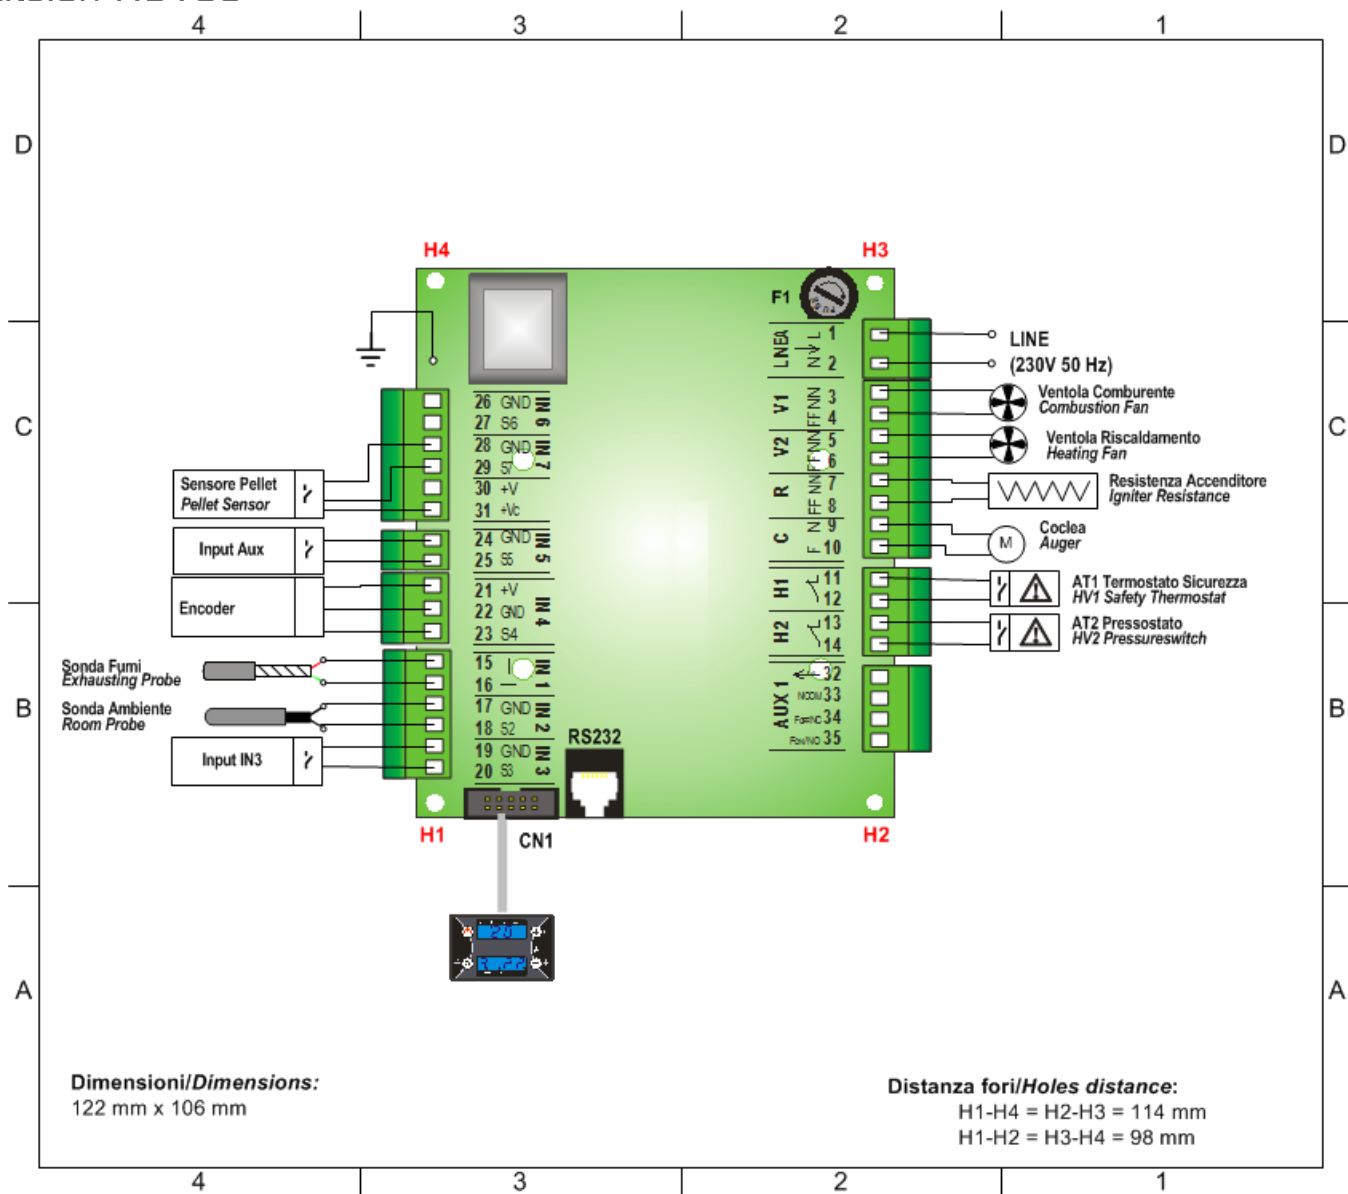 4 3 2 1
D D
H4 H3
F1
LINEA L 1
N 2
LINE
(230V 50 Hz)
C C
26 GND IN 6
27 S6
28 GND IN 7
29 S7
30 +V
31 +Vc
24 GND IN 5
25 S5
21 +V IN 4
22 GND
23 S4
15 IN 1
16
17 GND IN 2
18 S2
19 GND IN 3
20 S3
V1 NN 3
FF 4
V2 NN 5
FF 6
R NN 7
FF 8
C N 9
F 10
H1 11
12
H2 13
14
AUX 1 32
33
34
35
Ventola Comburente
Combustion Fan
Ventola Riscaldamento
Heating Fan
Resistenza Accenditore
Igniter Resistance
M
Coclea
Auger
AT1 Termostato Sicurezza
HV1 Safety Thermostat
AT2 Pressostato
HV2 Pressureswitch
Sensore Pellet
Pellet Sensor
Input Aux
Encoder
Sonda Fumi
Exhausting Probe
Sonda Ambiente
Room Probe
Input IN3
B B
RS232
H1 CN1 H2
A A
Dimensioni/Dimensions:
122 mm x 106 mm
Distanza fori/Holes distance:
H1-H4 = H2-H3 = 114 mm
H1-H2 = H3-H4 = 98 mm
4 3 2 1